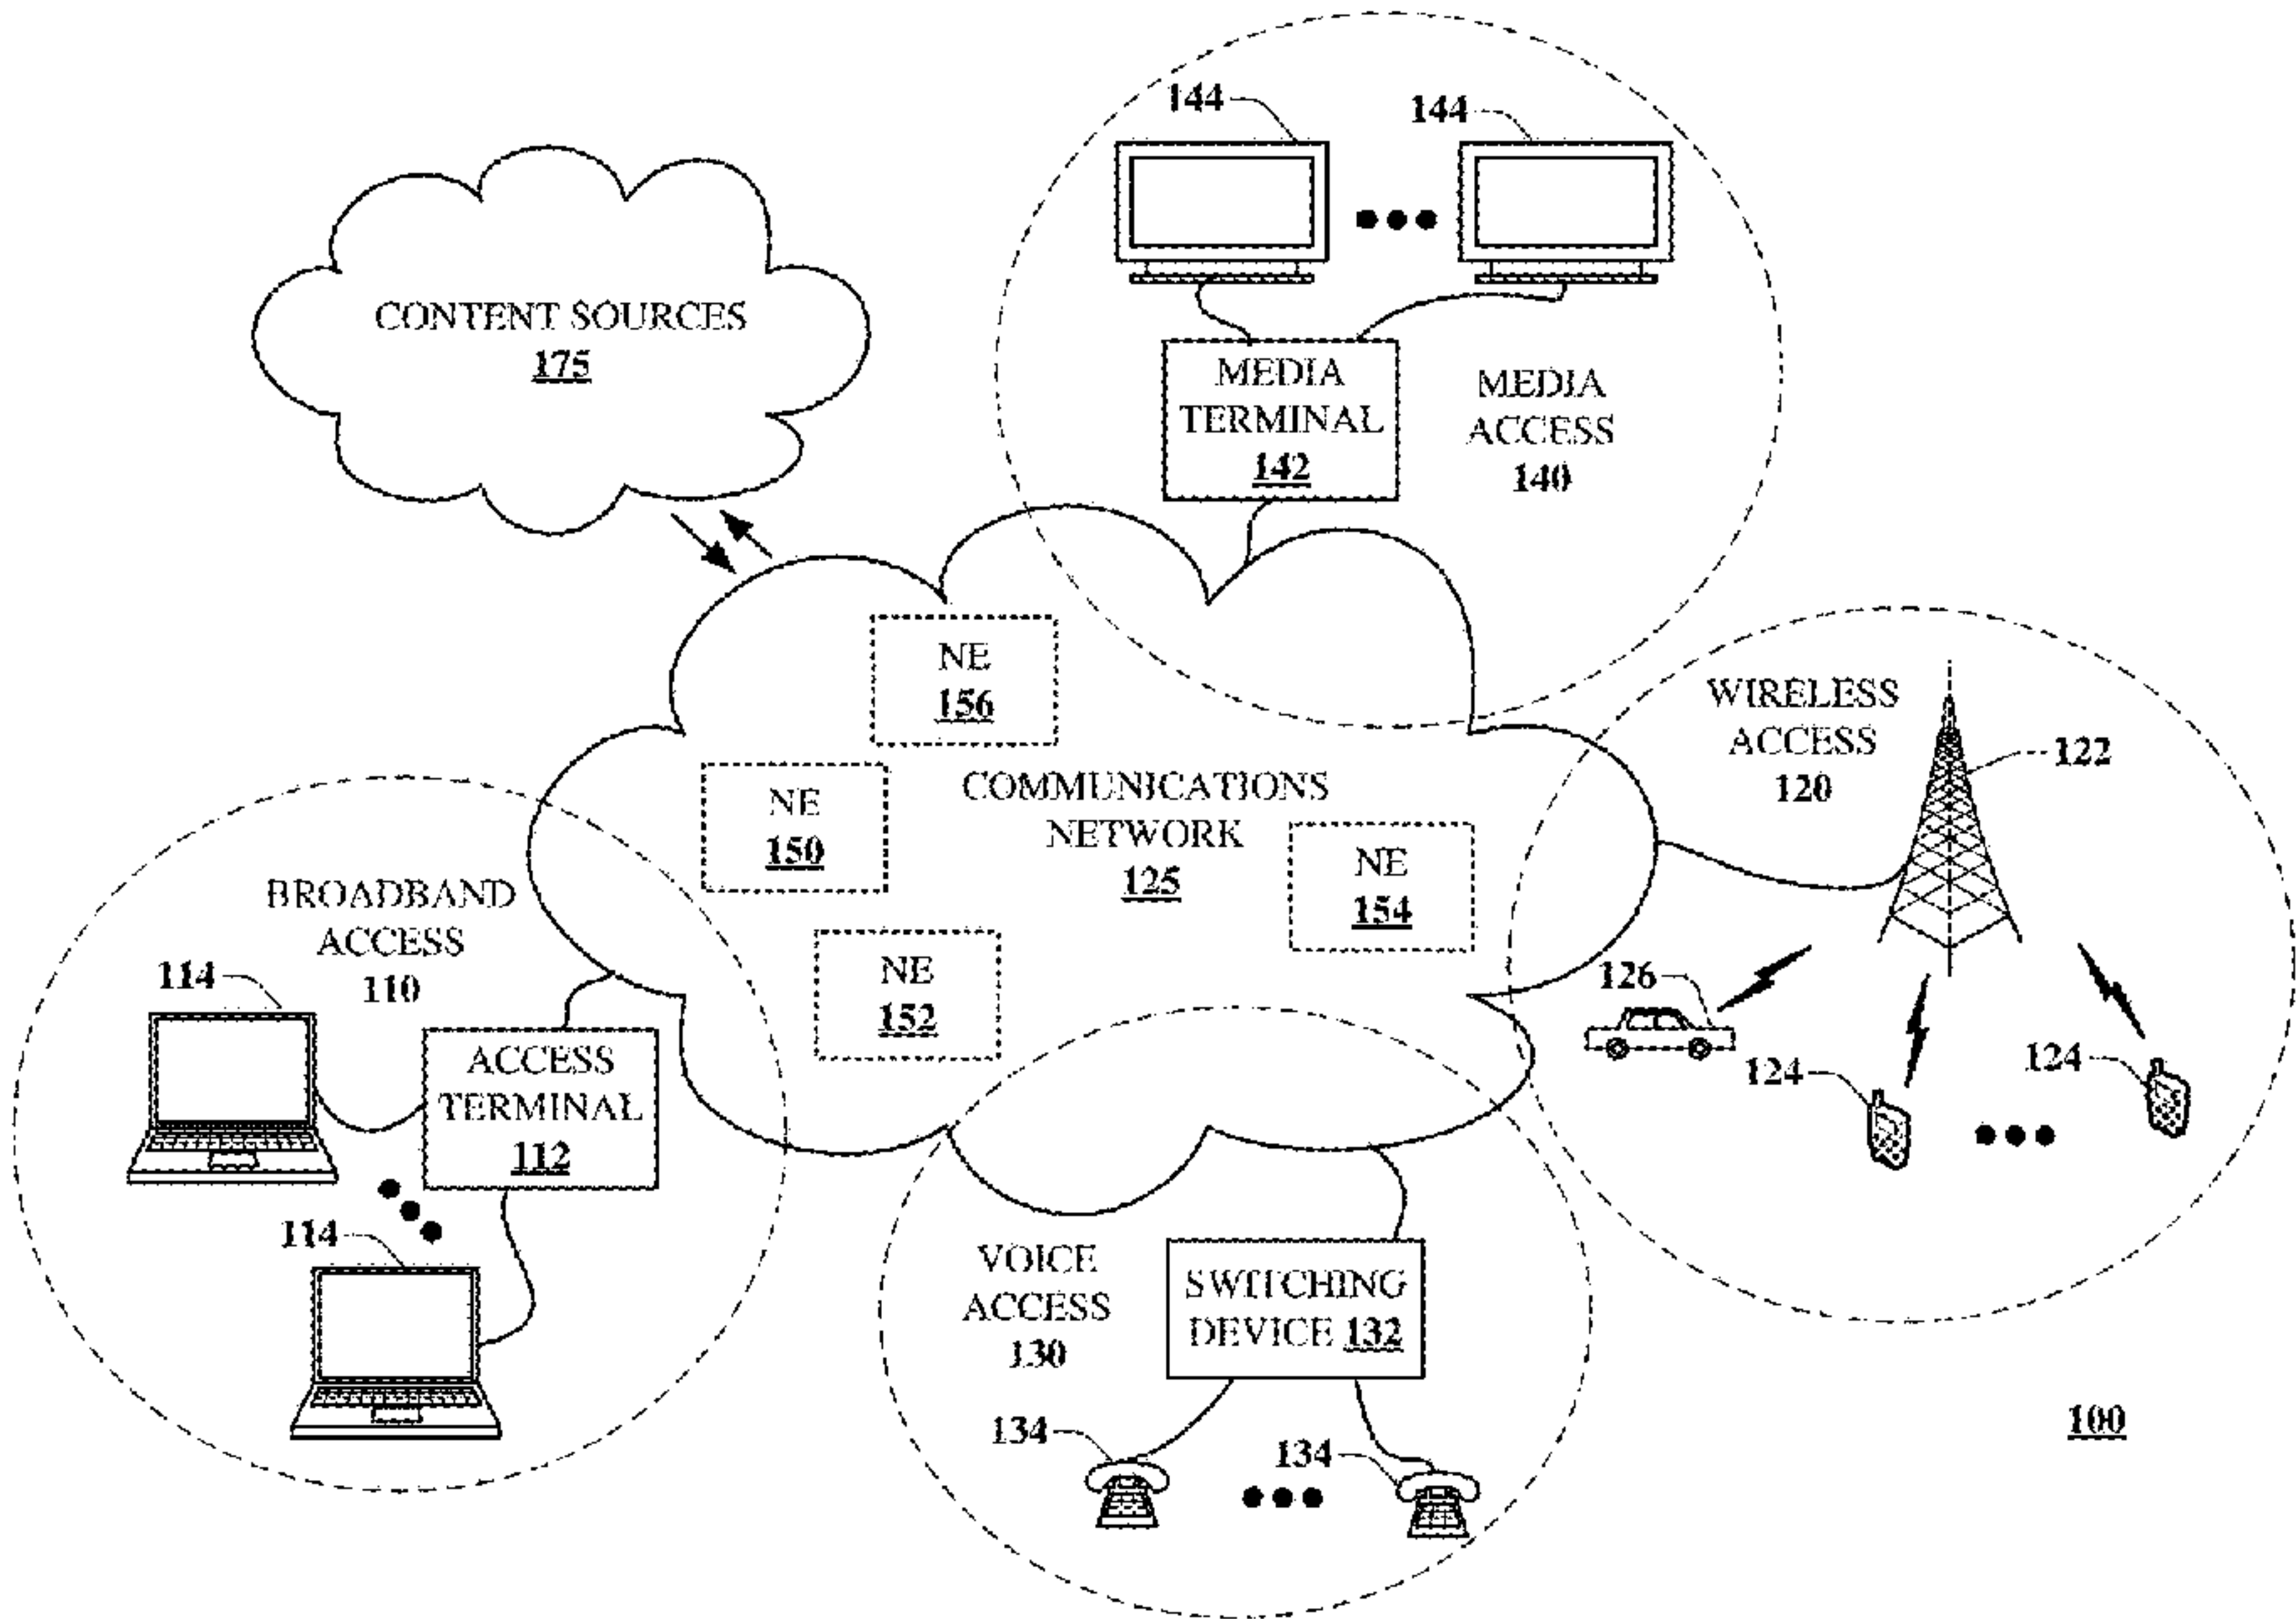 144
144
CONTENT SOURCES
175
MEDIA
TERMINAL
142
MEDIA
ACCESS
140
NE
156
WIRELESS
ACCESS
120
122
NE
150
COMMUNICATIONS
NETWORK
125
NE
154
BROADBAND
ACCESS
110
114
NE
152
126
124
124
ACCESS
TERMINAL
112
114
VOICE
ACCESS
130
SWITCHING
DEVICE 132
134
134
100